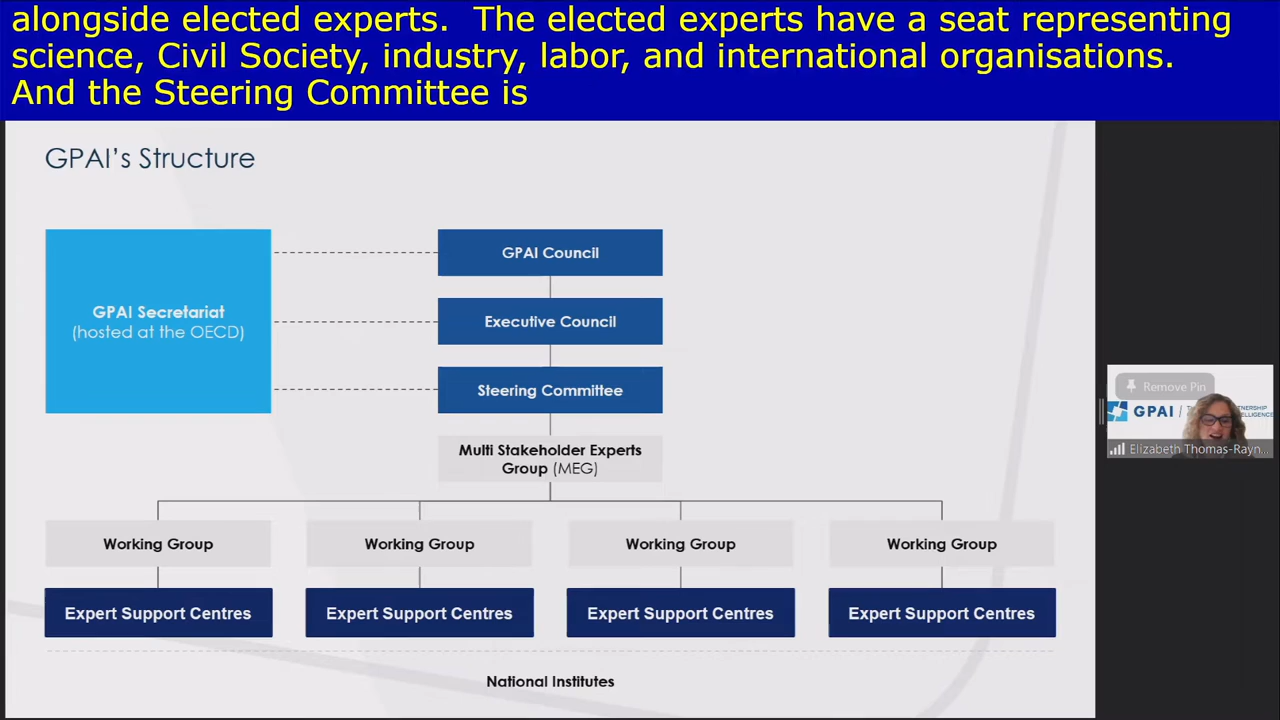 alongside elected experts.  The elected experts have a seat representing
science, Civil Society, industry, labor, and international organisations.
And the Steering Committee is
GPAI's Structure
GPAI Secretariat
(hosted at the OECD)
GPAI Council
Executive Council
Steering Committee
Multi Stakeholder Experts
Group (MEG)
Working Group
Working Group
Working Group
Working Group
Expert Support Centres
Expert Support Centres
Expert Support Centres
Expert Support Centres
National Institutes
Remove Pin
GPAI /
Elizabeth Thomas-Rayn...